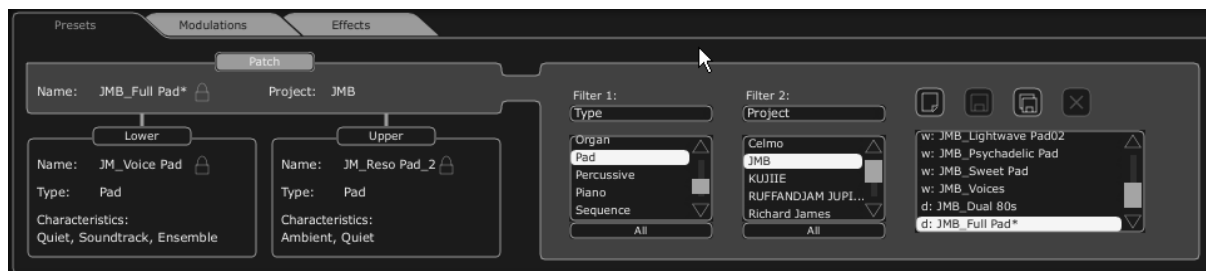 Presets Modulations Effects
Patch
Name: JMB_Full Pad* Project: JMB
Lower
Name: JM_Voice Pad
Type: Pad
Characteristics:
Quiet, Soundtrack, Ensemble
Upper
Name: JM_Reso Pad_2
Type: Pad
Characteristics:
Ambient, Quiet
Filter 1:
Type
Organ
Pad
Percussive
Piano
Sequence
All
Filter 2:
Project
Celmo
JMB
KUJIIE
RUFFANDJAM JUPI...
Richard James
All
w: JMB_Lightwave Pad02
w: JMB_Psychadelic Pad
w: JMB_Sweet Pad
w: JMB_Voices
d: JMB_Dual 80s
d: JMB_Full Pad*